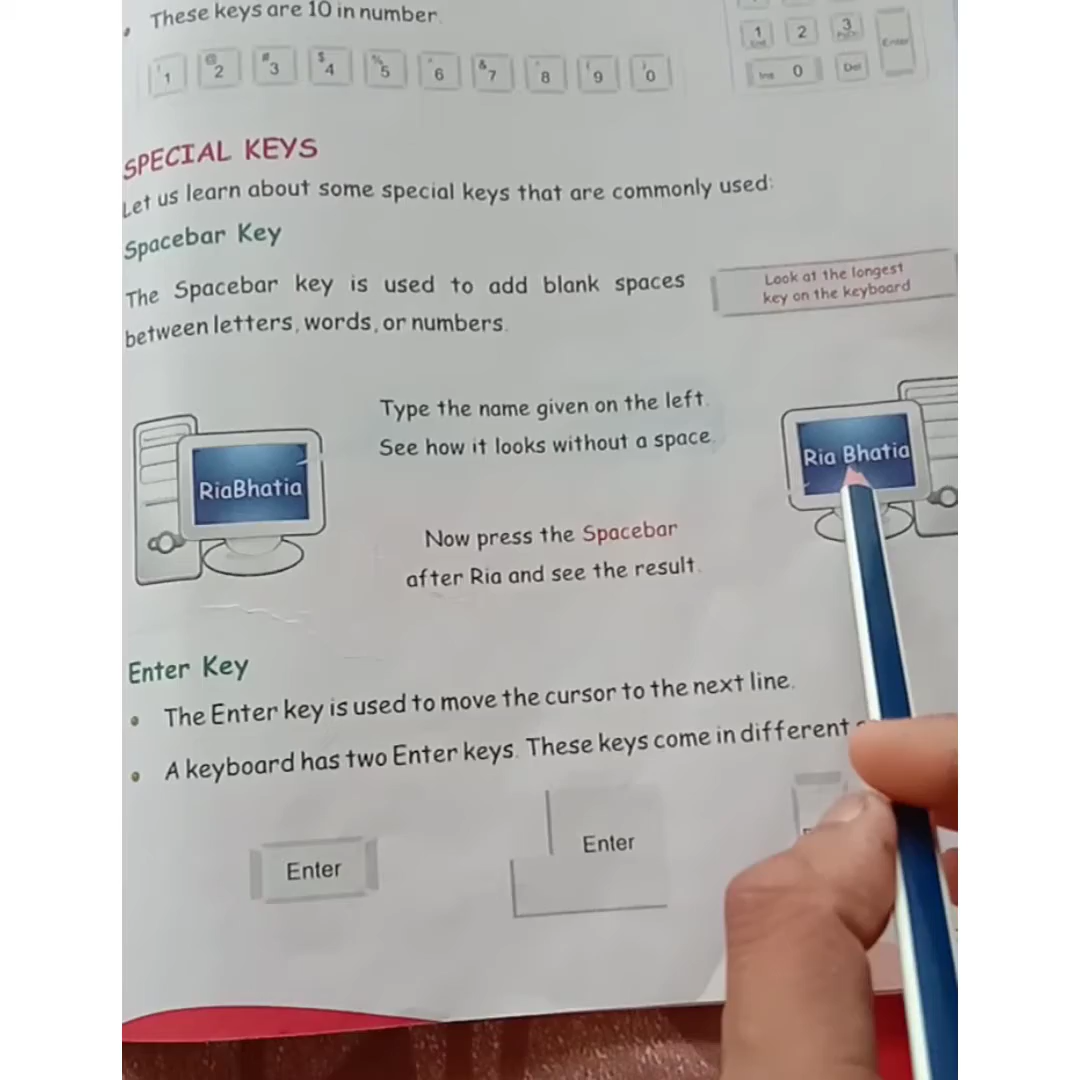 These keys are 10 in number.
! 1 @ 2 # 3 $ 4 % 5 6 & 7 8 ( 9 ) 0
1 End 2 3 PgDn Enter
Ins 0 Del
SPECIAL KEYS
Let us learn about some special keys that are commonly used:
Spacebar Key
The Spacebar key is used to add blank spaces
between letters, words, or numbers.
Look at the longest
key on the keyboard
Type the name given on the left.
See how it looks without a space.
RiaBhatia
Ria Bhatia
Now press the Spacebar
after Ria and see the result.
Enter Key
The Enter key is used to move the cursor to the next line.
A keyboard has two Enter keys. These keys come in different
Enter
Enter